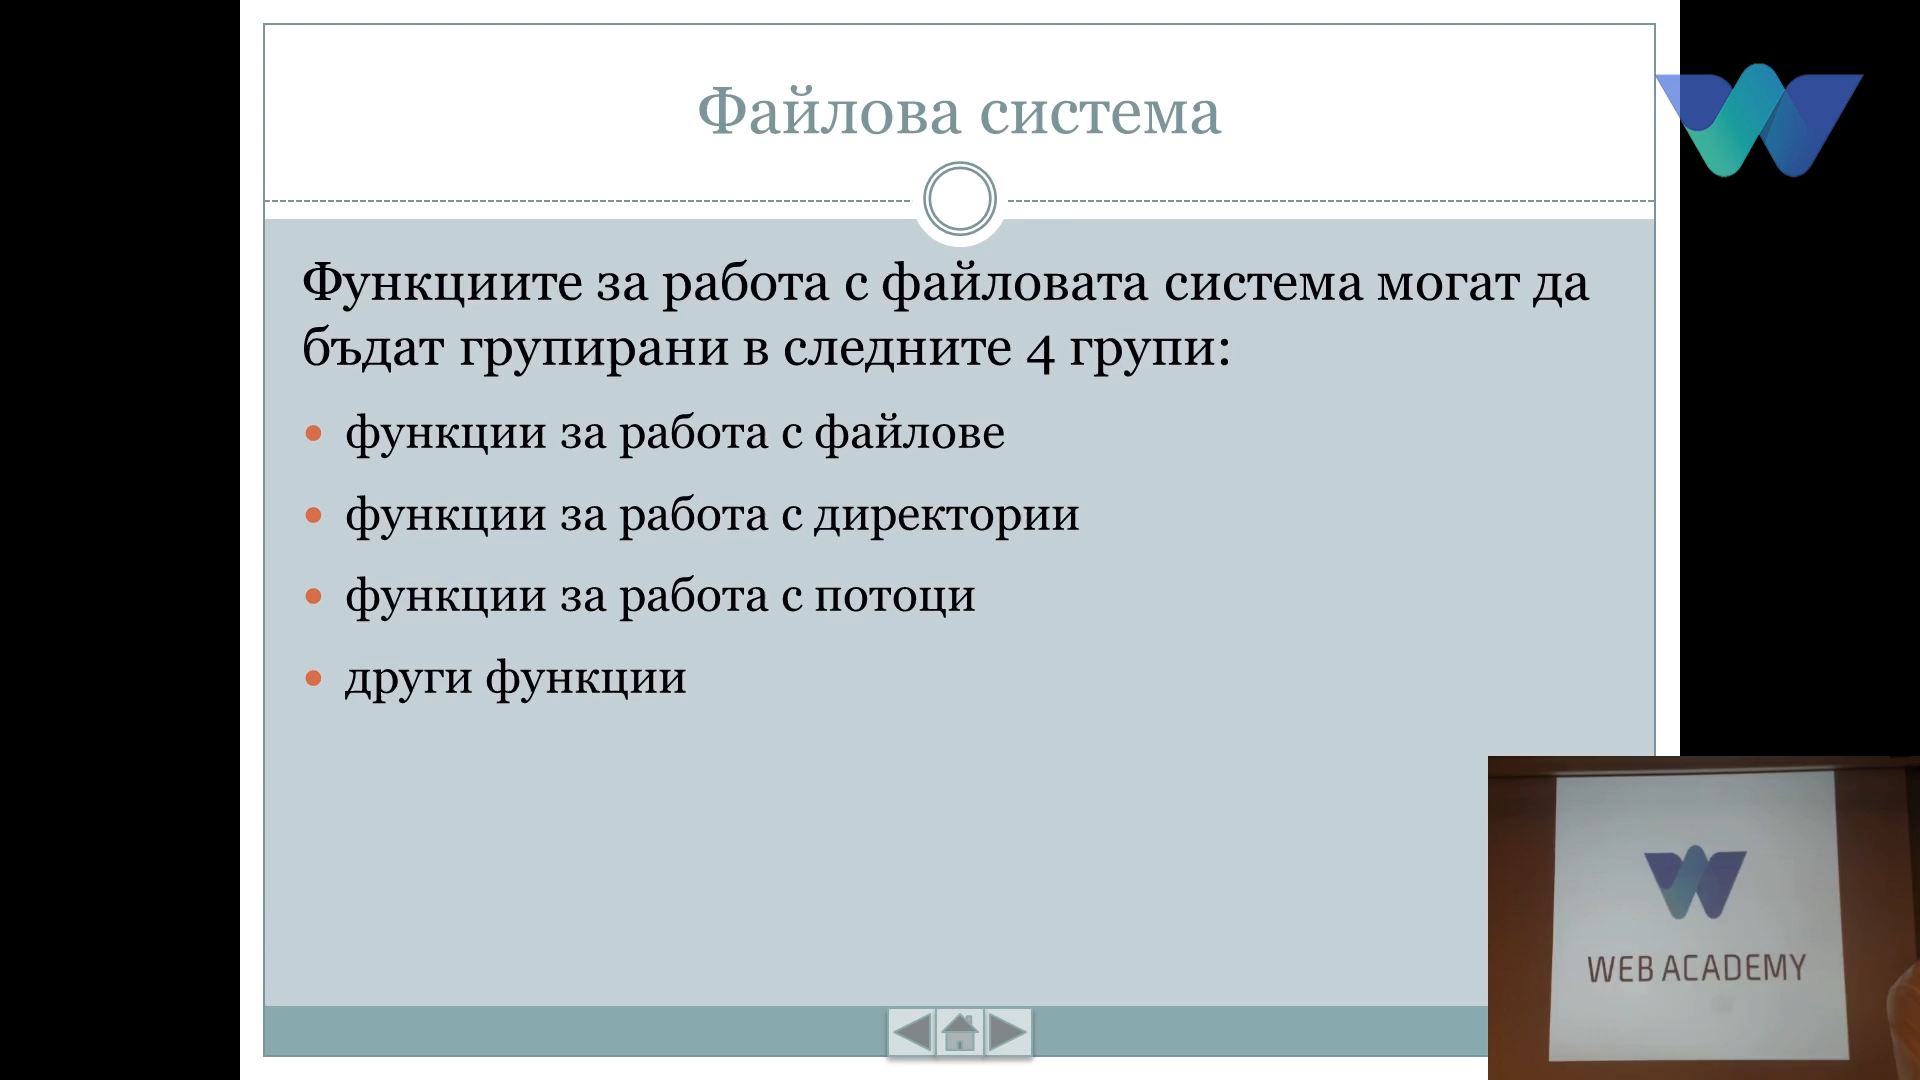 Файлова система
Функциите за работа с файловата система могат да
бъдат групирани в следните 4 групи:
функции за работа с файлове
функции за работа с директории
функции за работа с потоци
други функции
WEB ACADEMY